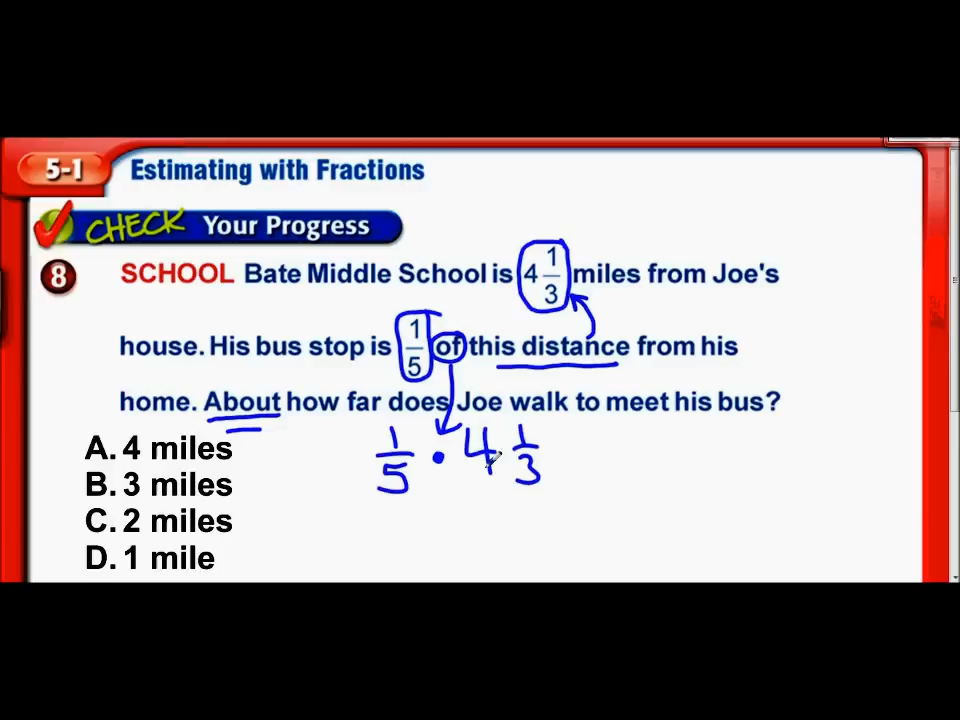 5-1 Estimating with Fractions
CHECK Your Progress
8 SCHOOL Bate Middle School is 4 1/3 miles from Joe's
house. His bus stop is 1/5 of this distance from his
home. About how far does Joe walk to meet his bus?
A. 4 miles
B. 3 miles
C. 2 miles
D. 1 mile
1/5 • 4 1/3